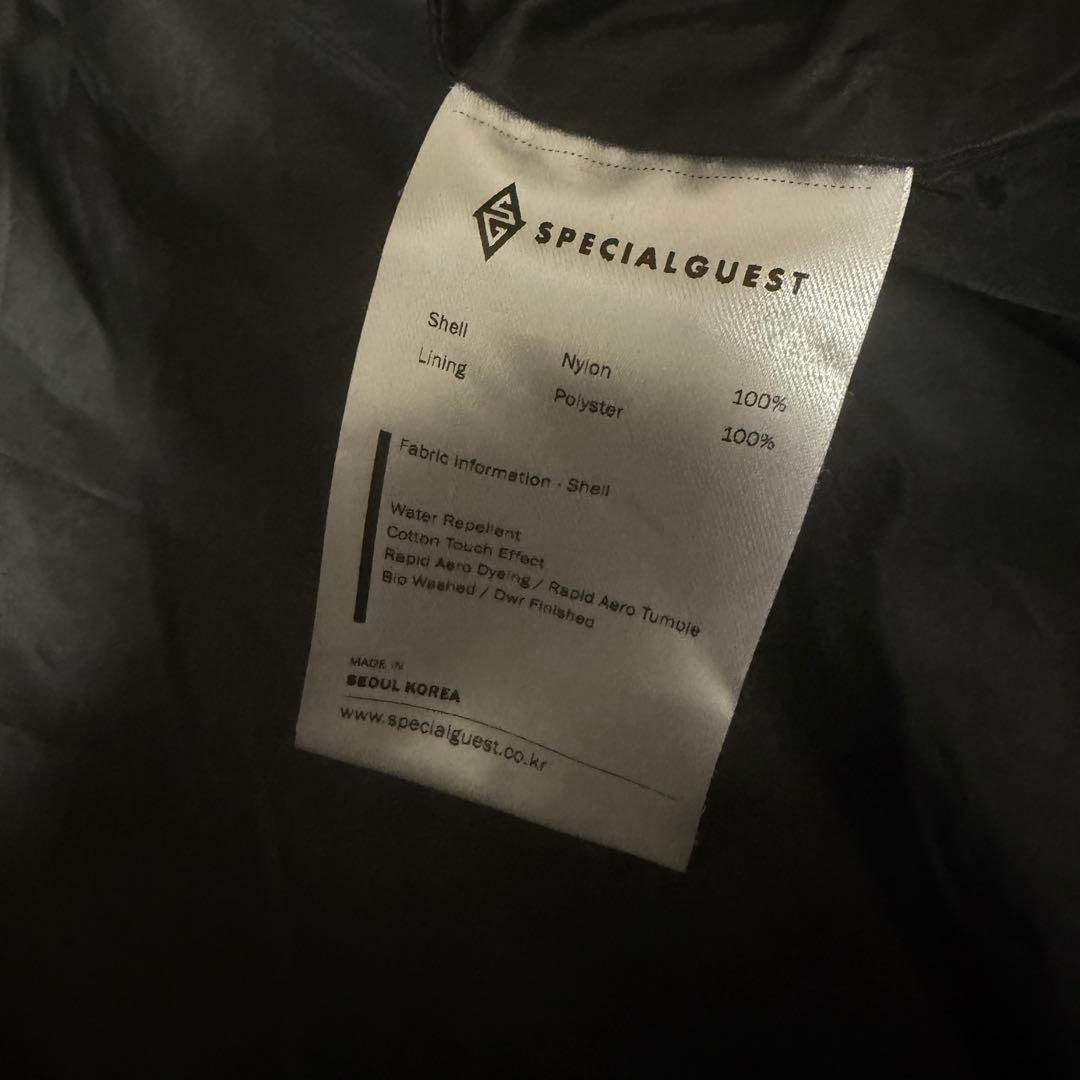 SPECIALGUEST
Shell Nylon 100%
Lining Polyster 100%
Fabric Information - Shell
Water Repellent
Cotton Touch Effect
Rapid Aero Dyeing / Rapid Aero Tumble
Bio Washed / Dwr Finished
MADE IN
SEOUL KOREA
www.specialguest.co.kr